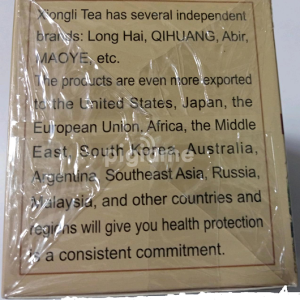 Xiongli Tea has several independent
brands: Long Hai, QIHUANG, Abir,
MAOYE, etc.
The products are even more exported
to the United States, Japan, the
European Union, Africa, the Middle
East, South Korea, Australia,
Argentina, Southeast Asia, Russia,
Malaysia, and other countries and
regions will give you health protection
is a consistent commitment.